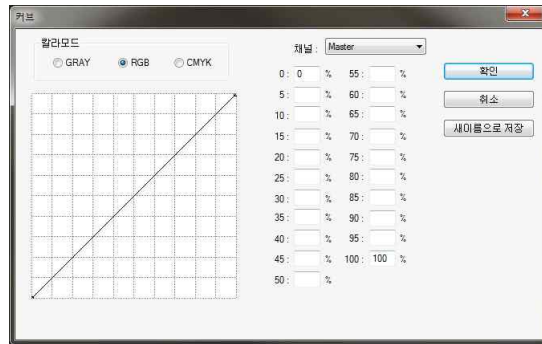 커브
칼라모드
GRAY RGB CMYK
채널 : Master
0 : 0 % 55 : %
5 : % 60 : %
10 : % 65 : %
15 : % 70 : %
20 : % 75 : %
25 : % 80 : %
30 : % 85 : %
35 : % 90 : %
40 : % 95 : %
45 : % 100 : 100 %
50 : %
확인
취소
새이름으로 저장